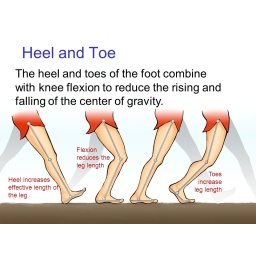 Heel and Toe
The heel and toes of the foot combine
with knee flexion to reduce the rising and
falling of the center of gravity.
Flexion
reduces the
leg length
Heel increases
effective length of
the leg
Toes
increase
leg length